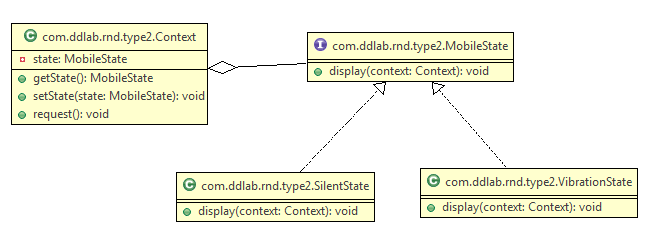 C com.ddlab.rnd.type2.Context
state: MobileState
getState(): MobileState
setState(state: MobileState): void
request(): void
I com.ddlab.rnd.type2.MobileState
display(context: Context): void
C com.ddlab.rnd.type2.SilentState
display(context: Context): void
C com.ddlab.rnd.type2.VibrationState
display(context: Context): void